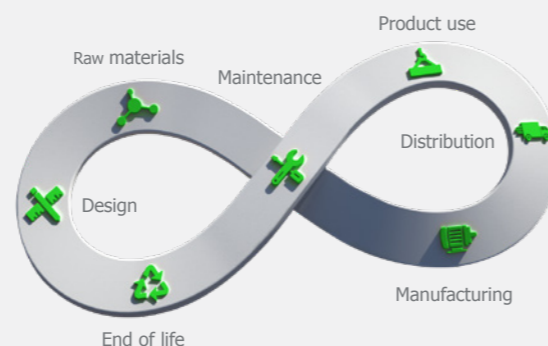 Product use
Raw materials
Maintenance
Distribution
Design
Manufacturing
End of life